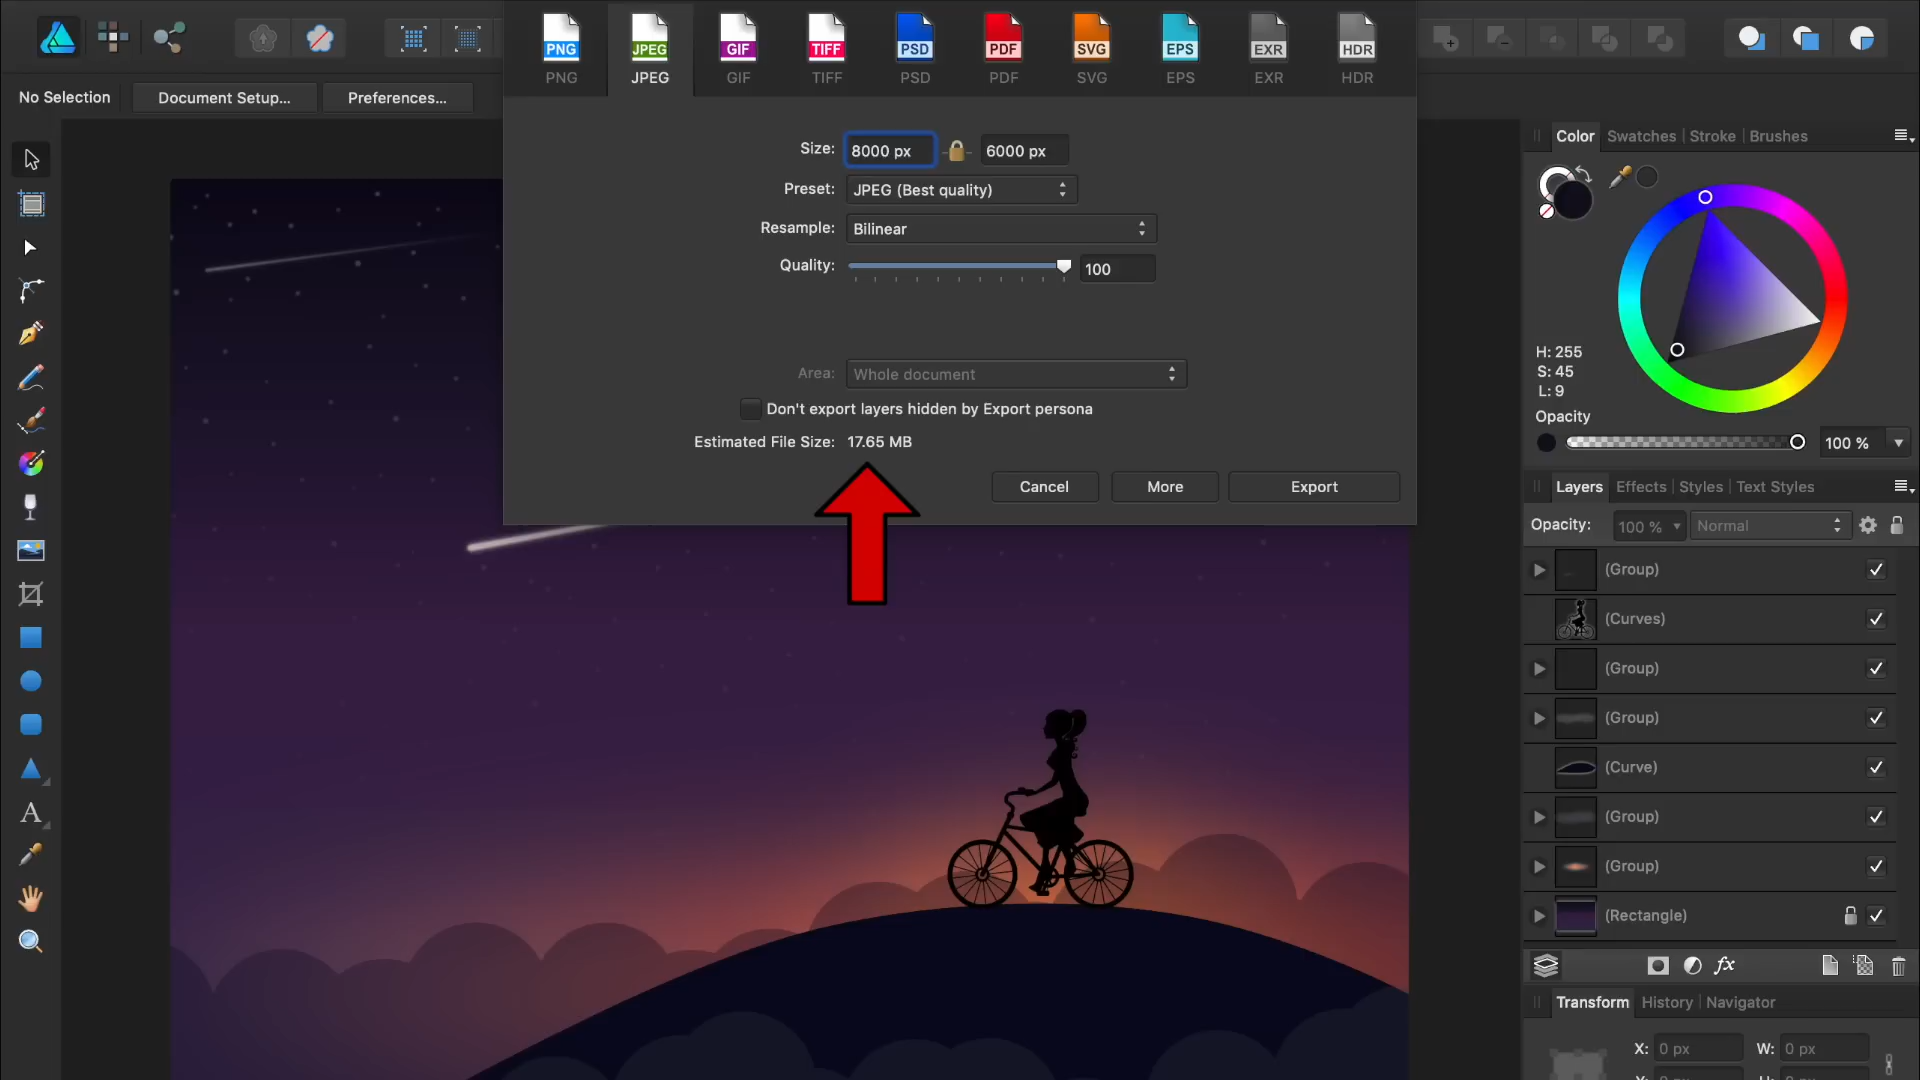 PNG JPEG GIF TIFF PSD PDF SVG EPS EXR HDR
PNG JPEG GIF TIFF PSD PDF SVG EPS EXR HDR
No Selection Document Setup... Preferences...
Size: 8000 px 6000 px
Preset: JPEG (Best quality)
Resample: Bilinear
Quality: 100
Area: Whole document
Don't export layers hidden by Export persona
Estimated File Size: 17.65 MB
Cancel More Export
Color Swatches Stroke Brushes
H: 255
S: 45
L: 9
Opacity
100 %
Layers Effects Styles Text Styles
Opacity: 100 % Normal
(Group)
(Curves)
(Group)
(Group)
(Curve)
(Group)
(Group)
(Rectangle)
fx
Transform History Navigator
X: 0 px W: 0 px